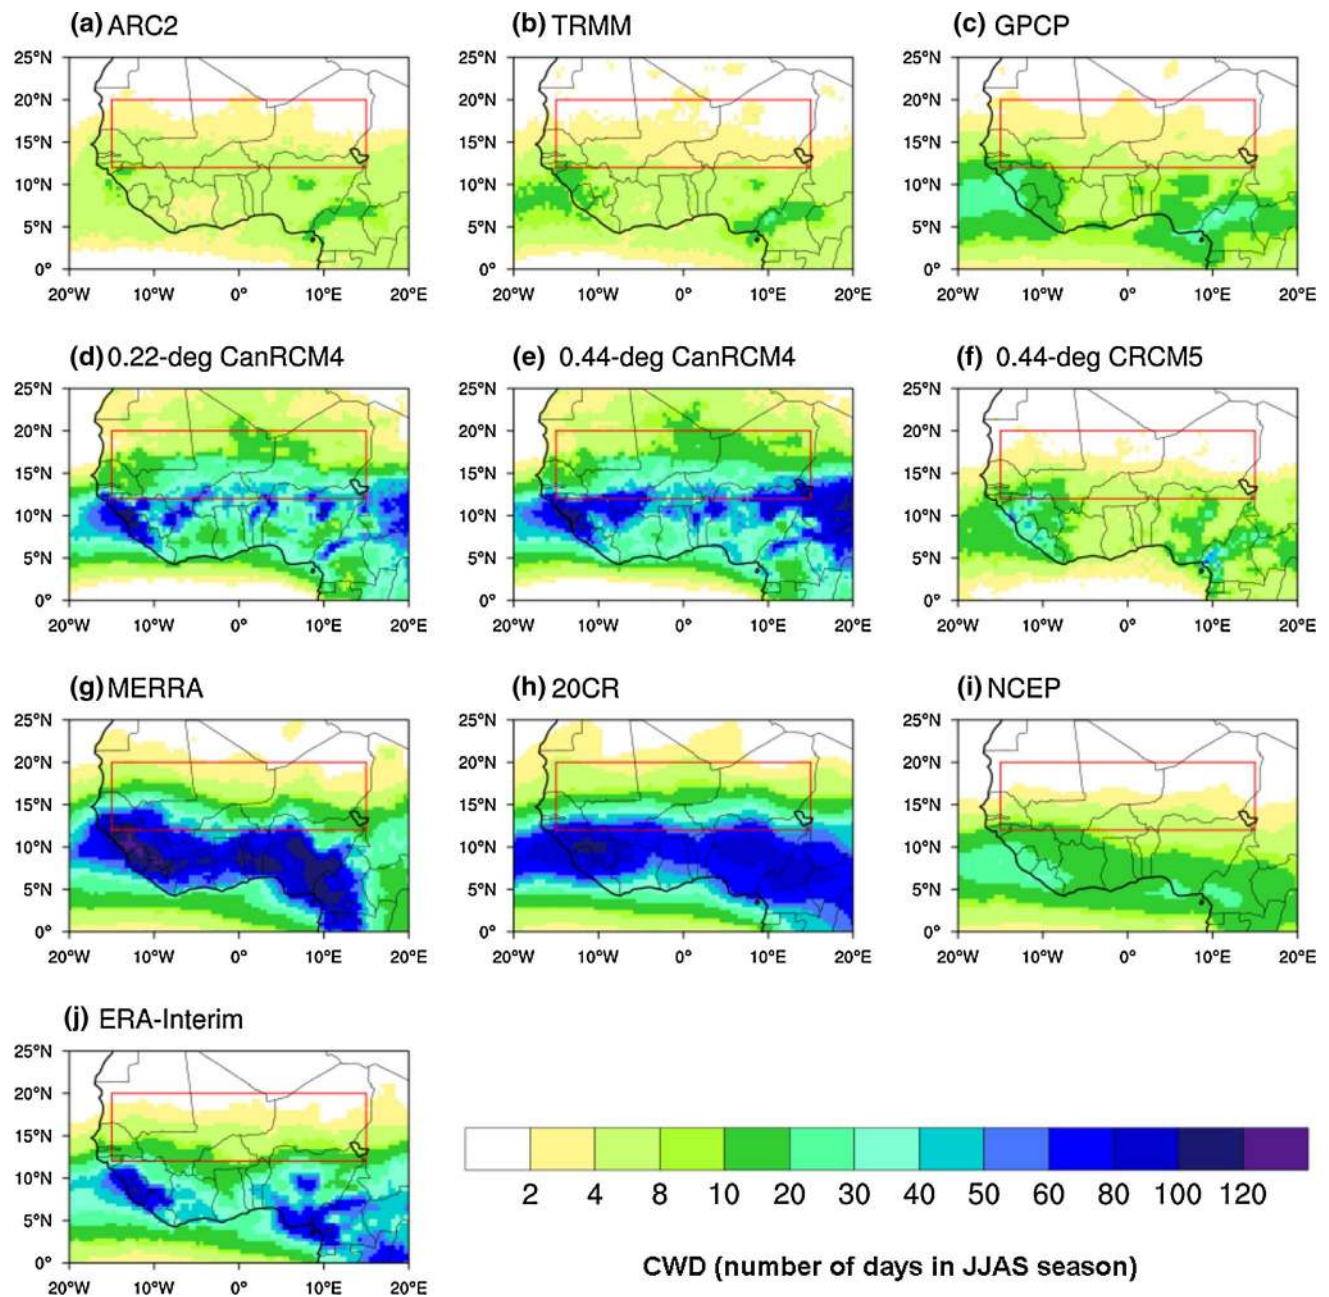 (a) ARC2
(b) TRMM
(c) GPCP
25°N 25°N 25°N
20°N 20°N 20°N
15°N 15°N 15°N
10°N 10°N 10°N
5°N 5°N 5°N
0° 0° 0°
20°W 10°W 0° 10°E 20°E 20°W 10°W 0° 10°E 20°E 20°W 10°W 0° 10°E 20°E
(d) 0.22-deg CanRCM4
(e) 0.44-deg CanRCM4
(f) 0.44-deg CRCM5
25°N 25°N 25°N
20°N 20°N 20°N
15°N 15°N 15°N
10°N 10°N 10°N
5°N 5°N 5°N
0° 0° 0°
20°W 10°W 0° 10°E 20°E 20°W 10°W 0° 10°E 20°E 20°W 10°W 0° 10°E 20°E
(g) MERRA
(h) 20CR
(i) NCEP
25°N 25°N 25°N
20°N 20°N 20°N
15°N 15°N 15°N
10°N 10°N 10°N
5°N 5°N 5°N
0° 0° 0°
20°W 10°W 0° 10°E 20°E 20°W 10°W 0° 10°E 20°E 20°W 10°W 0° 10°E 20°E
(j) ERA-Interim
25°N
20°N
15°N
10°N
5°N
0°
20°W 10°W 0° 10°E 20°E
2 4 8 10 20 30 40 50 60 80 100 120
CWD (number of days in JJAS season)